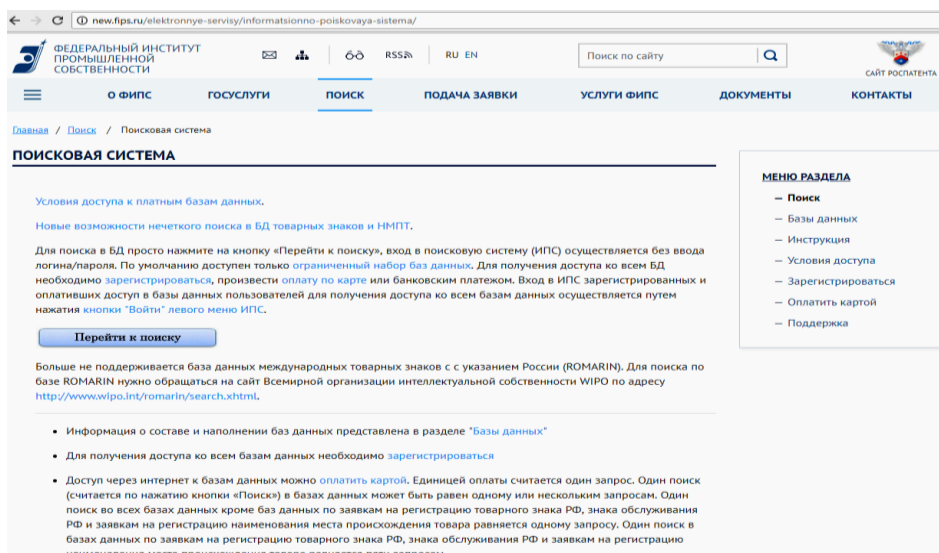 new.fips.ru/elektronnye-servisy/informatsionno-poiskovaya-sistema/
ФЕДЕРАЛЬНЫЙ ИНСТИТУТ
ПРОМЫШЛЕННОЙ
СОБСТВЕННОСТИ
RSS
RU EN
Поиск по сайту
САЙТ РОСПАТЕНТА
О ФИПС
ГОСУСЛУГИ
ПОИСК
ПОДАЧА ЗАЯВКИ
УСЛУГИ ФИПС
ДОКУМЕНТЫ
КОНТАКТЫ
Главная / Поиск / Поисковая система
ПОИСКОВАЯ СИСТЕМА
Условия доступа к платным базам данных.
Новые возможности нечеткого поиска в БД товарных знаков и НМПТ.
Для поиска в БД просто нажмите на кнопку «Перейти к поиску», вход в поисковую систему (ИПС) осуществляется без ввода
логина/пароля. По умолчанию доступен только ограниченный набор баз данных. Для получения доступа ко всем БД
необходимо зарегистрироваться, произвести оплату по карте или банковским платежом. Вход в ИПС зарегистрированных и
оплативших доступ в базы данных пользователей для получения доступа ко всем базам данных осуществляется путем
нажатия кнопки "Войти" левого меню ИПС.
Перейти к поиску
Больше не поддерживается база данных международных товарных знаков с с указанием России (ROMARIN). Для поиска по
базе ROMARIN нужно обращаться на сайт Всемирной организации интеллектуальной собственности WIPO по адресу
http://www.wipo.int/romarin/search.xhtml.
• Информация о составе и наполнении баз данных представлена в разделе "Базы данных"
• Для получения доступа ко всем базам данных необходимо зарегистрироваться
• Доступ через интернет к базам данных можно оплатить картой. Единицей оплаты считается один запрос. Один поиск
(считается по нажатию кнопки «Поиск») в базах данных может быть равен одному или нескольким запросам. Один
поиск во всех базах данных кроме баз данных по заявкам на регистрацию товарного знака РФ, знака обслуживания
РФ и заявкам на регистрацию наименования места происхождения товара равняется одному запросу. Один поиск в
базах данных по заявкам на регистрацию товарного знака РФ, знака обслуживания РФ и заявкам на регистрацию
наименования места происхождения товара равняется
МЕНЮ РАЗДЕЛА
– Поиск
– Базы данных
– Инструкция
– Условия доступа
– Зарегистрироваться
– Оплатить картой
– Поддержка